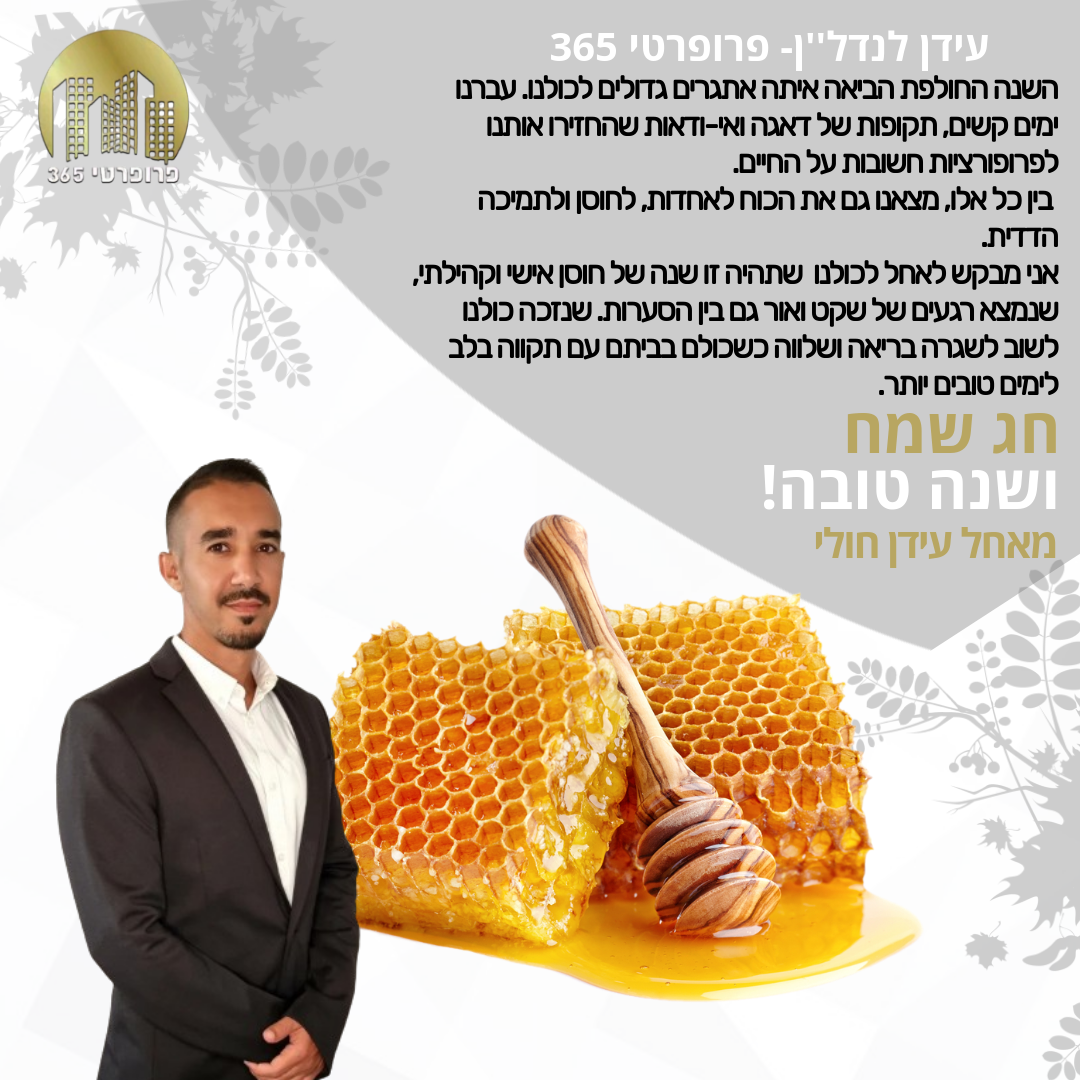 עידן לנדל''ן- פרופרטי 365
השנה החולפת הביאה איתה אתגרים גדולים לכולנו. עברנו
ימים קשים, תקופות של דאגה ואי-ודאות שהחזירו אותנו
לפרופורציות חשובות על החיים.
בין כל אלו, מצאנו גם את הכוח לאחדות, לחוסן ולתמיכה
הדדית.
אני מבקש לאחל לכולנו שתהיה זו שנה של חוסן אישי וקהילתי,
שנמצא רגעים של שקט ואור גם בין הסערות. שנזכה כולנו
לשוב לשגרה בריאה ושלווה כשכולם בביתם עם תקווה בלב
לימים טובים יותר.
חג שמח
ושנה טובה!
מאחל עידן חולי
פרופרטי 365